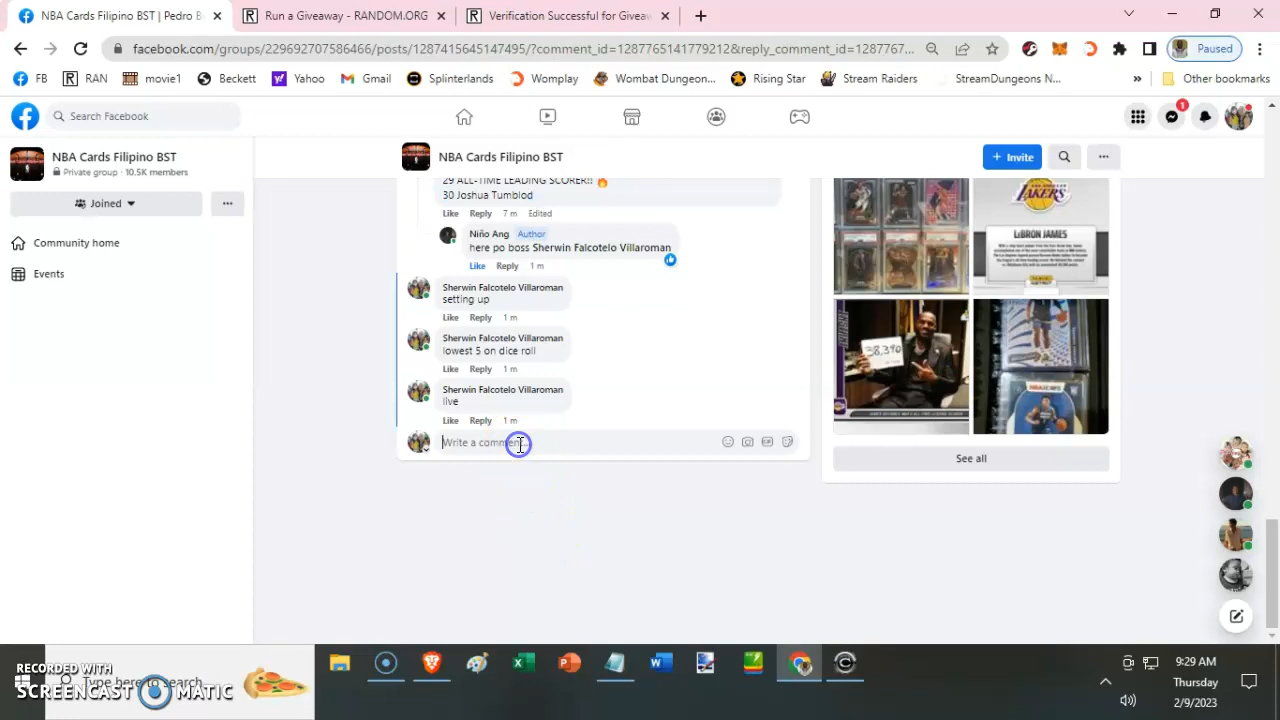 NBA Cards Filipino BST | Pedro B
Run a Giveaway - RANDOM.ORG
Verification Successful for Giveaw
facebook.com/groups/229692707586466/posts/1287415645147495/?comment_id=1287765141779212&reply_comment_id=1287767...
Paused
FB
RAN
movie1
Beckett
Yahoo
Gmail
Splinterlands
Womplay
Wombat Dungeon...
Rising Star
Stream Raiders
StreamDungeons N...
Other bookmarks
Search Facebook
1
NBA Cards Filipino BST
Private group · 10.5K members
Joined
Community home
Events
NBA Cards Filipino BST
+ Invite
29 ALL-TIME LEADING SCORER!! 🔥
30 Joshua Tumblod
Like Reply 7 m Edited
Niño Ang Author
here po boss Sherwin Falcotelo Villaroman
Like Reply 1 m
Sherwin Falcotelo Villaroman
setting up
Like Reply 1 m
Sherwin Falcotelo Villaroman
lowest 5 on dice roll
Like Reply 1 m
Sherwin Falcotelo Villaroman
live
Like Reply 1 m
Write a comment...
LAKERS
LeBRON JAMES
38,390
See all
RECORDED WITH
SCREENCAST MATIC
Type here to search
9:29 AM
Thursday
2/9/2023